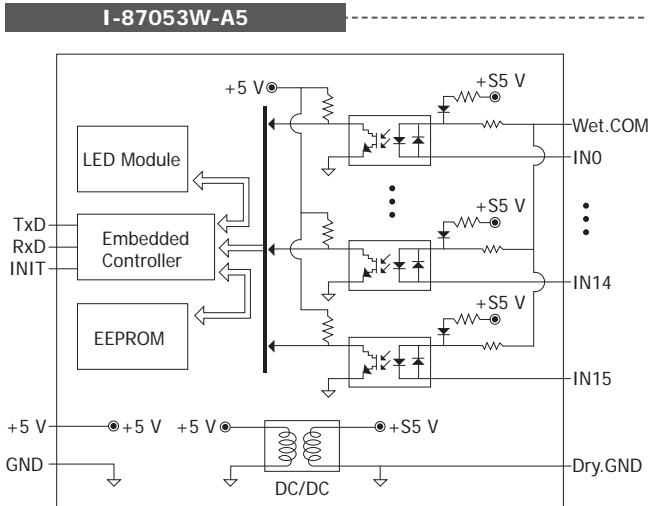 I-87053W-A5
+5 V
+S5 V
Wet.COM
LED Module
IN0
+S5 V
TxD
RxD
INIT
Embedded
Controller
IN14
+S5 V
EEPROM
IN15
+5 V
+5 V
+5 V
+S5 V
GND
Dry.GND
DC/DC